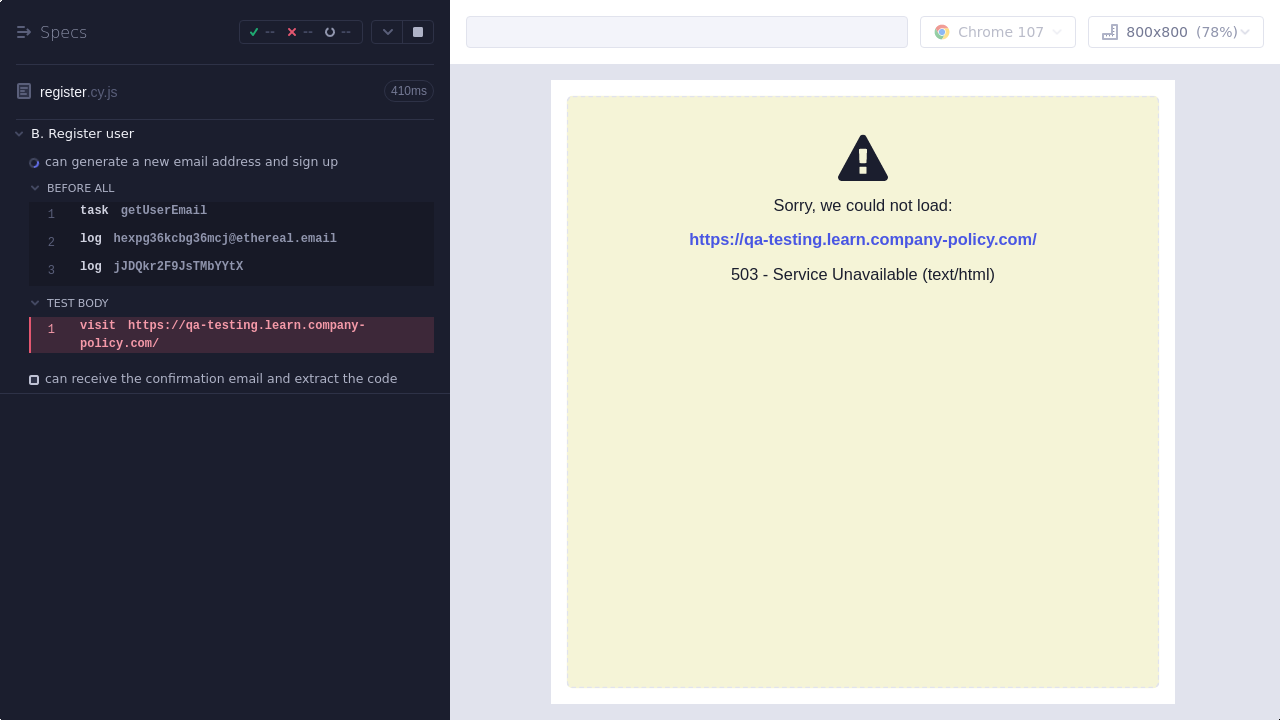 Specs -- -- --
register.cy.js 410ms
B. Register user
can generate a new email address and sign up
BEFORE ALL
1 task getUserEmail
2 log hexpg36kcbg36mcj@ethereal.email
3 log jJDQkr2F9JsTMbYYtX
TEST BODY
1 visit https://qa-testing.learn.company-
policy.com/
can receive the confirmation email and extract the code
Chrome 107 800x800 (78%)
Sorry, we could not load:
https://qa-testing.learn.company-policy.com/
503 - Service Unavailable (text/html)